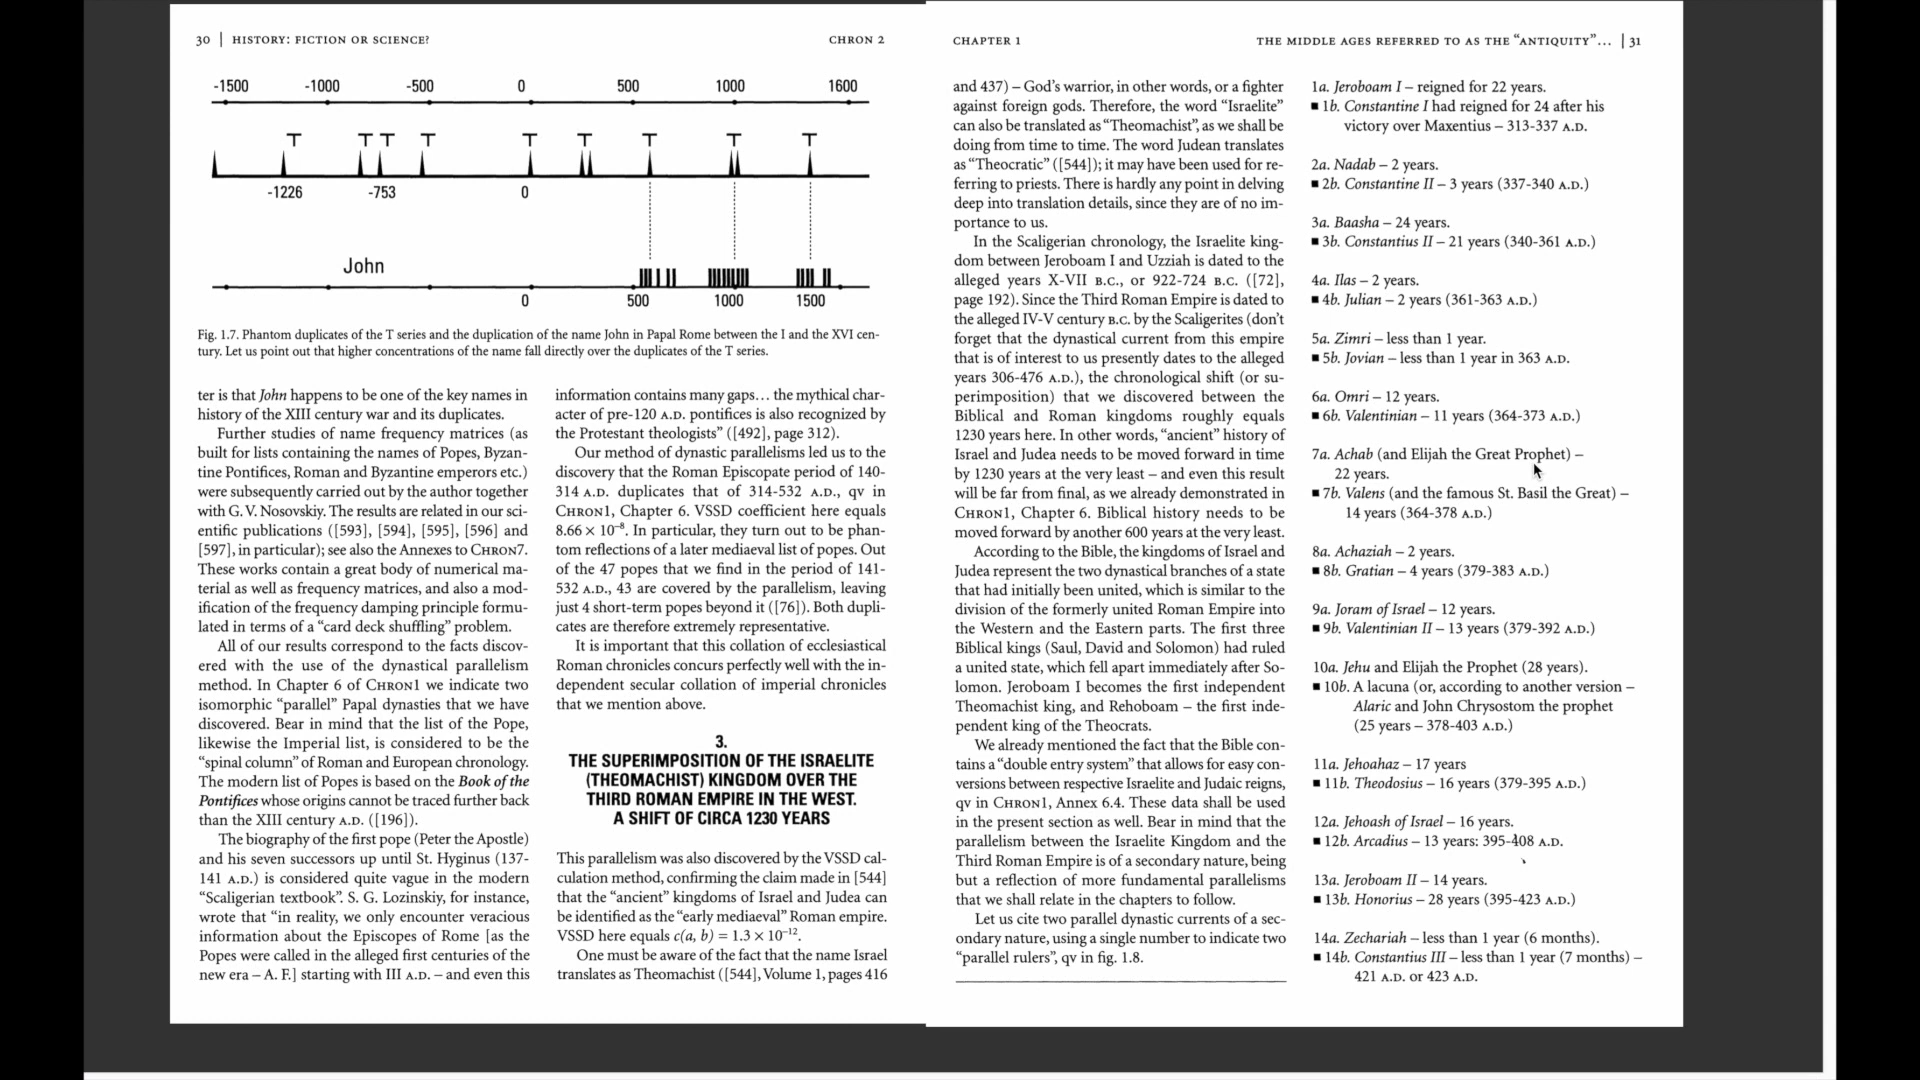 30 | HISTORY: FICTION OR SCIENCE?
CHRON 2
-1500 -1000 -500 0 500 1000 1600
T T T T T T T T T
-1226 -753 0
John
0 500 1000 1500
Fig. 1.7. Phantom duplicates of the T series and the duplication of the name John in Papal Rome between the I and the XVI cen-
tury. Let us point out that higher concentrations of the name fall directly over the duplicates of the T series.
ter is that John happens to be one of the key names in
history of the XIII century war and its duplicates.
Further studies of name frequency matrices (as
built for lists containing the names of Popes, Byzan-
tine Pontifices, Roman and Byzantine emperors etc.)
were subsequently carried out by the author together
with G. V. Nosovskiy. The results are related in our sci-
entific publications ([593], [594], [595], [596] and
[597], in particular); see also the Annexes to CHRON7.
These works contain a great body of numerical ma-
terial as well as frequency matrices, and also a mod-
ification of the frequency damping principle formu-
lated in terms of a “card deck shuffling” problem.
All of our results correspond to the facts discov-
ered with the use of the dynastical parallelism
method. In Chapter 6 of CHRON1 we indicate two
isomorphic “parallel” Papal dynasties that we have
discovered. Bear in mind that the list of the Pope,
likewise the Imperial list, is considered to be the
“spinal column” of Roman and European chronology.
The modern list of Popes is based on the Book of the
Pontifices whose origins cannot be traced further back
than the XIII century A.D. ([196]).
The biography of the first pope (Peter the Apostle)
and his seven successors up until St. Hyginus (137-
141 A.D.) is considered quite vague in the modern
“Scaligerian textbook”. S. G. Lozinskiy, for instance,
wrote that “in reality, we only encounter veracious
information about the Episcopes of Rome [as the
Popes were called in the alleged first centuries of the
new era – A. F.] starting with III A.D. – and even this
information contains many gaps… the mythical char-
acter of pre-120 A.D. pontifices is also recognized by
the Protestant theologists” ([492], page 312).
Our method of dynastic parallelisms led us to the
discovery that the Roman Episcopate period of 140-
314 A.D. duplicates that of 314-532 A.D., qv in
CHRON1, Chapter 6. VSSD coefficient here equals
8.66 × 10⁻⁸. In particular, they turn out to be phan-
tom reflections of a later mediaeval list of popes. Out
of the 47 popes that we find in the period of 141-
532 A.D., 43 are covered by the parallelism, leaving
just 4 short-term popes beyond it ([76]). Both dupli-
cates are therefore extremely representative.
It is important that this collation of ecclesiastical
Roman chronicles concurs perfectly well with the in-
dependent secular collation of imperial chronicles
that we mention above.
3.
THE SUPERIMPOSITION OF THE ISRAELITE
(THEOMACHIST) KINGDOM OVER THE
THIRD ROMAN EMPIRE IN THE WEST.
A SHIFT OF CIRCA 1230 YEARS
This parallelism was also discovered by the VSSD cal-
culation method, confirming the claim made in [544]
that the “ancient” kingdoms of Israel and Judea can
be identified as the “early mediaeval” Roman empire.
VSSD here equals c(a, b) = 1.3 × 10⁻¹².
One must be aware of the fact that the name Israel
translates as Theomachist ([544], Volume 1, pages 416
CHAPTER 1
THE MIDDLE AGES REFERRED TO AS THE “ANTIQUITY”… | 31
and 437) – God’s warrior, in other words, or a fighter
against foreign gods. Therefore, the word “Israelite”
can also be translated as “Theomachist”, as we shall be
doing from time to time. The word Judean translates
as “Theocratic” ([544]); it may have been used for re-
ferring to priests. There is hardly any point in delving
deep into translation details, since they are of no im-
portance to us.
In the Scaligerian chronology, the Israelite king-
dom between Jeroboam I and Uzziah is dated to the
alleged years X-VII B.C., or 922-724 B.C. ([72],
page 192). Since the Third Roman Empire is dated to
the alleged IV-V century B.C. by the Scaligerites (don’t
forget that the dynastical current from this empire
that is of interest to us presently dates to the alleged
years 306-476 A.D.), the chronological shift (or su-
perimposition) that we discovered between the
Biblical and Roman kingdoms roughly equals
1230 years here. In other words, “ancient” history of
Israel and Judea needs to be moved forward in time
by 1230 years at the very least – and even this result
will be far from final, as we already demonstrated in
CHRON1, Chapter 6. Biblical history needs to be
moved forward by another 600 years at the very least.
According to the Bible, the kingdoms of Israel and
Judea represent the two dynastical branches of a state
that had initially been united, which is similar to the
division of the formerly united Roman Empire into
the Western and the Eastern parts. The first three
Biblical kings (Saul, David and Solomon) had ruled
a united state, which fell apart immediately after So-
lomon. Jeroboam I becomes the first independent
Theomachist king, and Rehoboam – the first inde-
pendent king of the Theocrats.
We already mentioned the fact that the Bible con-
tains a “double entry system” that allows for easy con-
versions between respective Israelite and Judaic reigns,
qv in CHRON1, Annex 6.4. These data shall be used
in the present section as well. Bear in mind that the
parallelism between the Israelite Kingdom and the
Third Roman Empire is of a secondary nature, being
but a reflection of more fundamental parallelisms
that we shall relate in the chapters to follow.
Let us cite two parallel dynastic currents of a sec-
ondary nature, using a single number to indicate two
“parallel rulers”, qv in fig. 1.8.
1a. Jeroboam I – reigned for 22 years.
■ 1b. Constantine I had reigned for 24 after his
victory over Maxentius – 313-337 A.D.
2a. Nadab – 2 years.
■ 2b. Constantine II – 3 years (337-340 A.D.)
3a. Baasha – 24 years.
■ 3b. Constantius II – 21 years (340-361 A.D.)
4a. Ilas – 2 years.
■ 4b. Julian – 2 years (361-363 A.D.)
5a. Zimri – less than 1 year.
■ 5b. Jovian – less than 1 year in 363 A.D.
6a. Omri – 12 years.
■ 6b. Valentinian – 11 years (364-373 A.D.)
7a. Achab (and Elijah the Great Prophet) –
22 years.
■ 7b. Valens (and the famous St. Basil the Great) –
14 years (364-378 A.D.)
8a. Achaziah – 2 years.
■ 8b. Gratian – 4 years (379-383 A.D.)
9a. Joram of Israel – 12 years.
■ 9b. Valentinian II – 13 years (379-392 A.D.)
10a. Jehu and Elijah the Prophet (28 years).
■ 10b. A lacuna (or, according to another version –
Alaric and John Chrysostom the prophet
(25 years – 378-403 A.D.)
11a. Jehoahaz – 17 years
■ 11b. Theodosius – 16 years (379-395 A.D.)
12a. Jehoash of Israel – 16 years.
■ 12b. Arcadius – 13 years: 395-408 A.D.
13a. Jeroboam II – 14 years.
■ 13b. Honorius – 28 years (395-423 A.D.)
14a. Zechariah – less than 1 year (6 months).
■ 14b. Constantius III – less than 1 year (7 months) –
421 A.D. or 423 A.D.